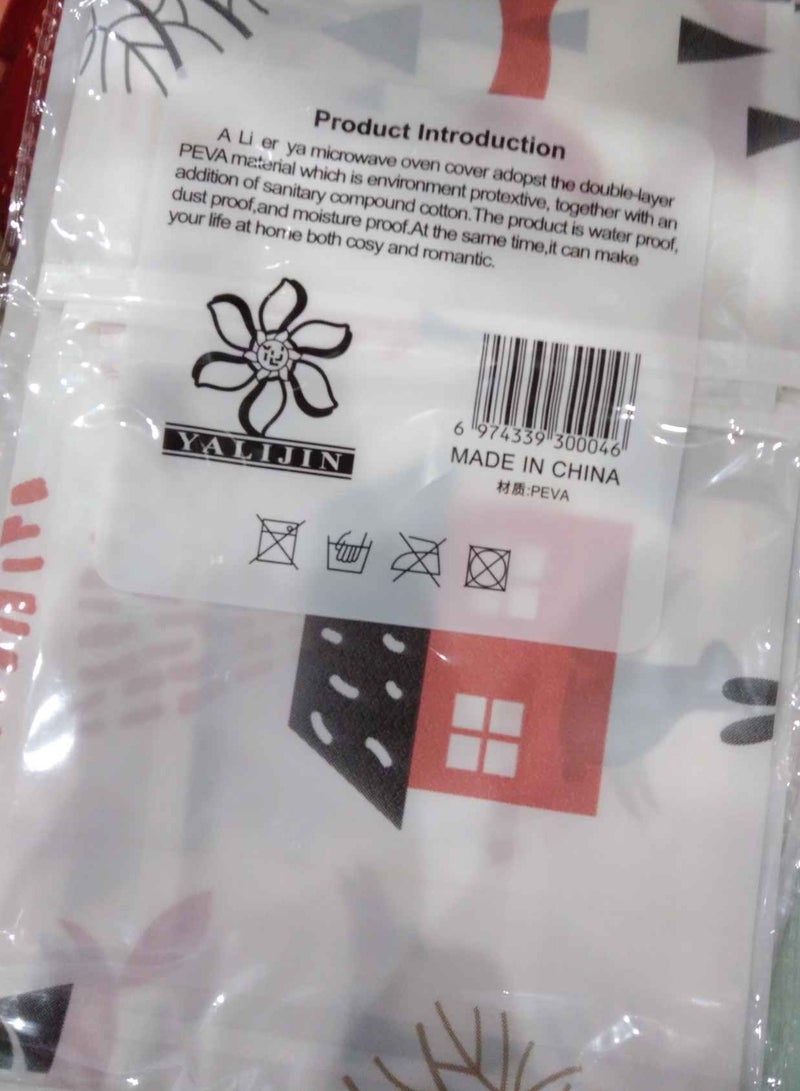 Product Introduction
A Li er ya microwave oven cover adopst the double-layer
PEVA material which is environment protextive, together with an
addition of sanitary compound cotton.The product is water proof,
dust proof,and moisture proof.At the same time,it can make
your life at home both cosy and romantic.
YALIJIN
6 974339 300046
MADE IN CHINA
材质:PEVA